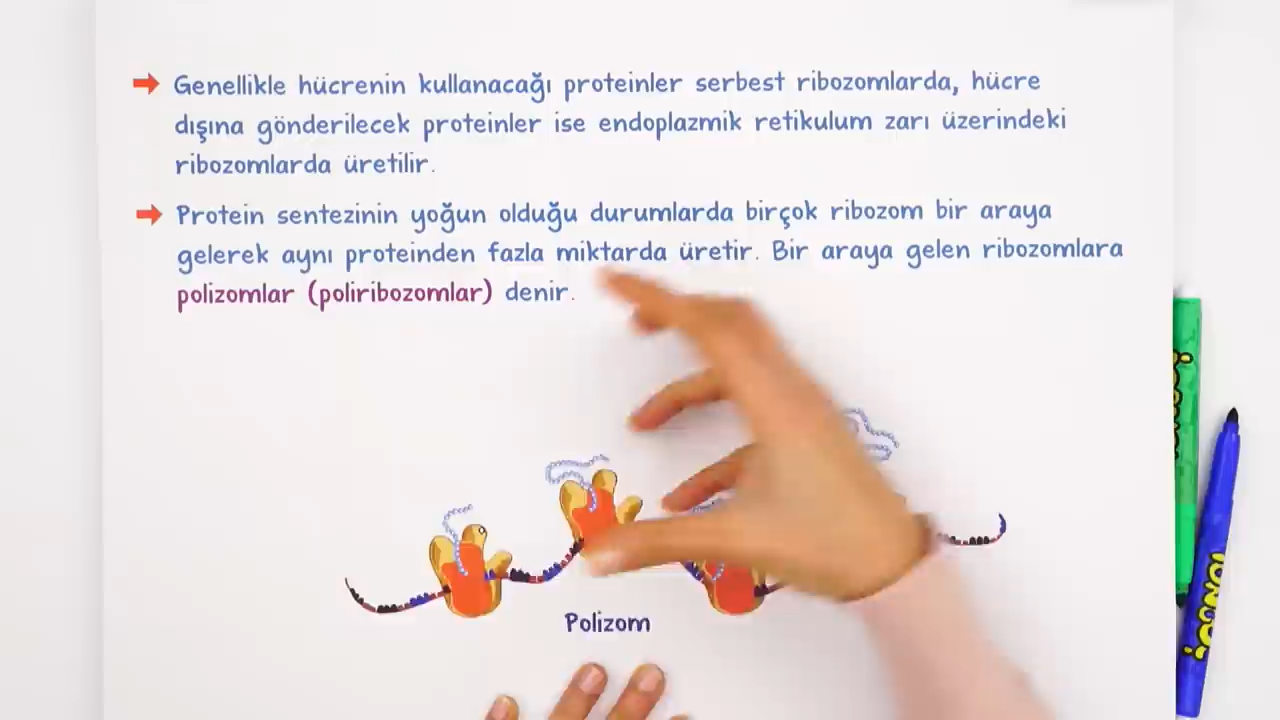 Genellikle hücrenin kullanacağı proteinler serbest ribozomlarda, hücre
dışına gönderilecek proteinler ise endoplazmik retikulum zarı üzerindeki
ribozomlarda üretilir.
Protein sentezinin yoğun olduğu durumlarda birçok ribozom bir araya
gelerek aynı proteinden fazla miktarda üretir. Bir araya gelen ribozomlara
polizomlar (poliribozomlar) denir.
Polizom